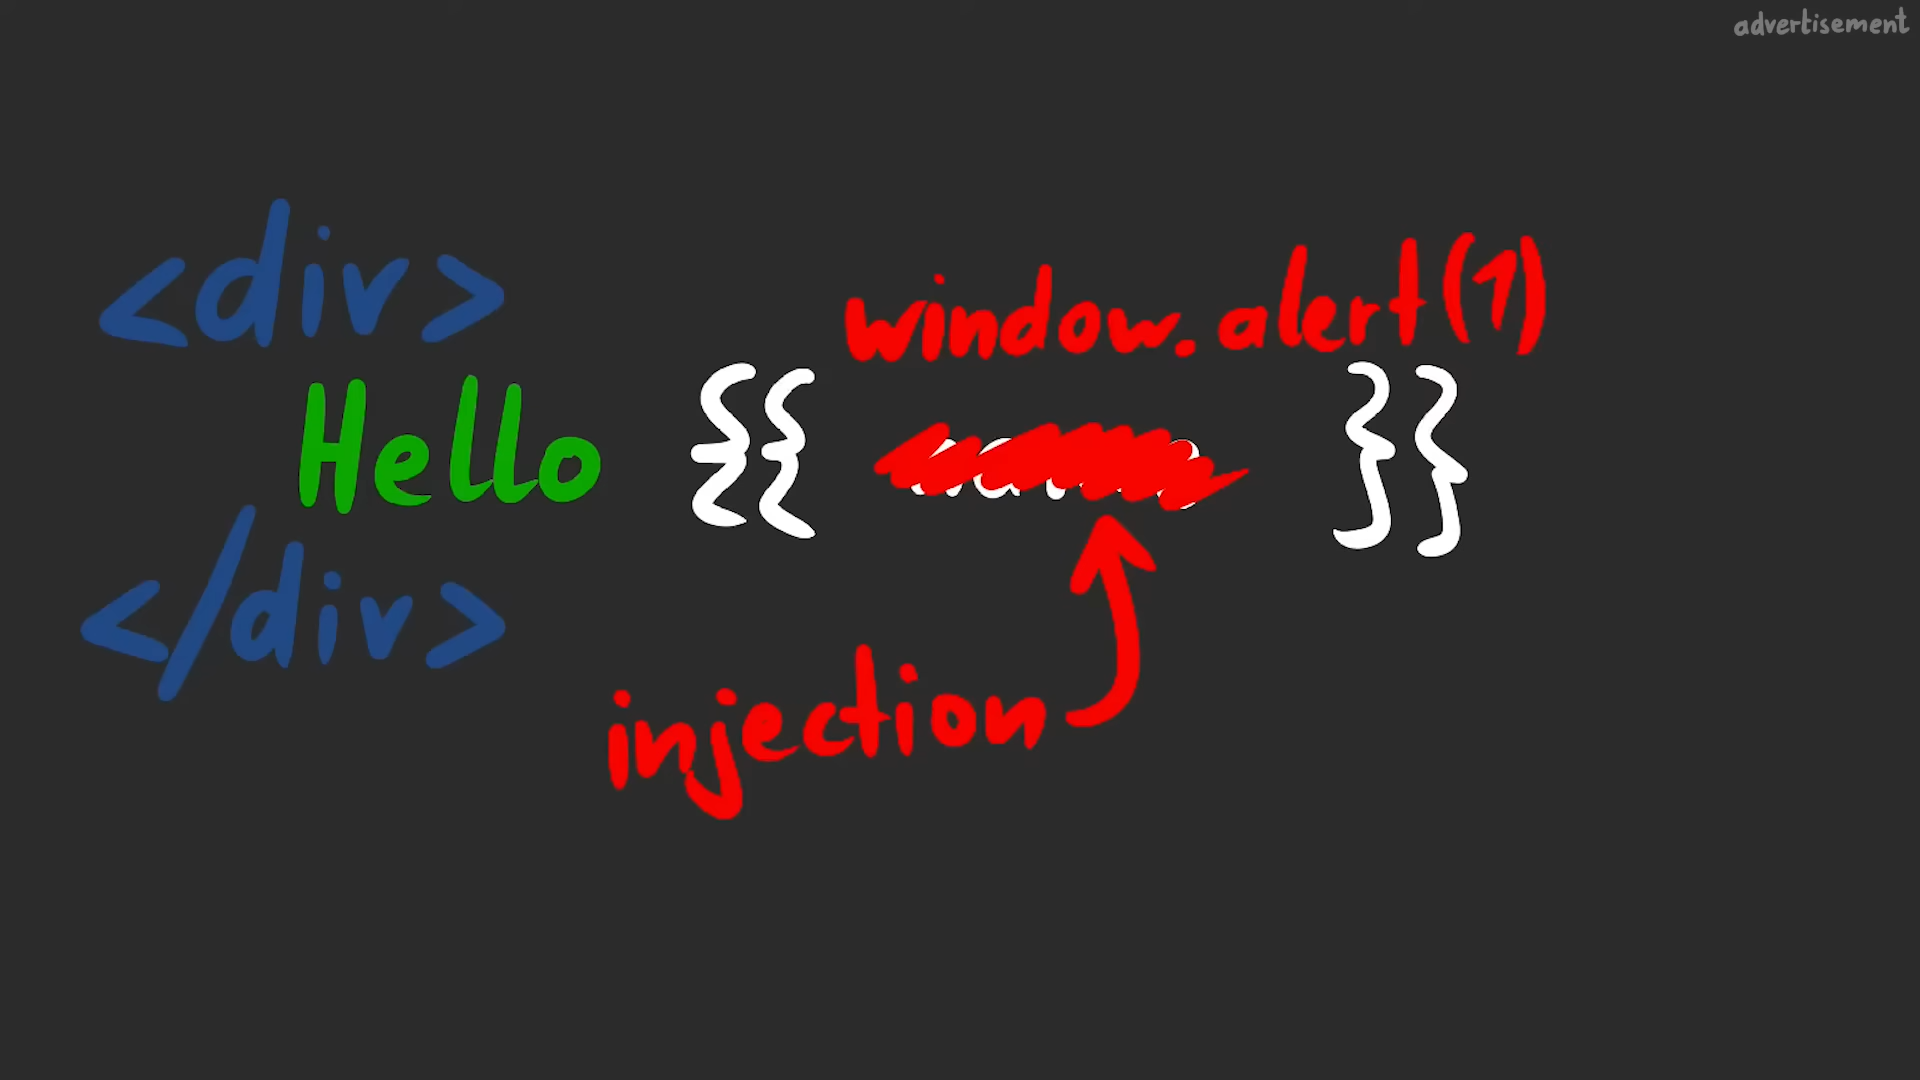 advertisement
<div>
window.alert(1)
Hello {{ }}
</div>
injection